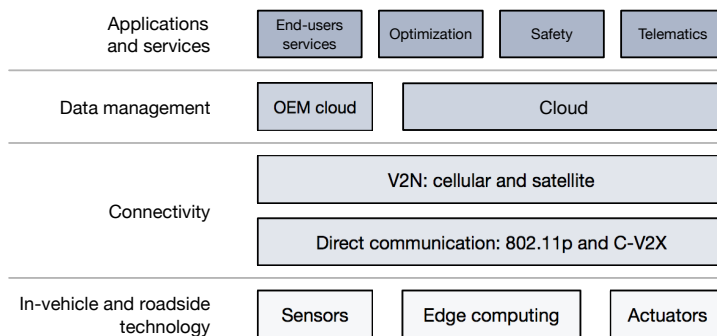 Applications
and services
End-users
services
Optimization
Safety
Telematics
Data management
OEM cloud
Cloud
Connectivity
V2N: cellular and satellite
Direct communication: 802.11p and C-V2X
In-vehicle and roadside
technology
Sensors
Edge computing
Actuators